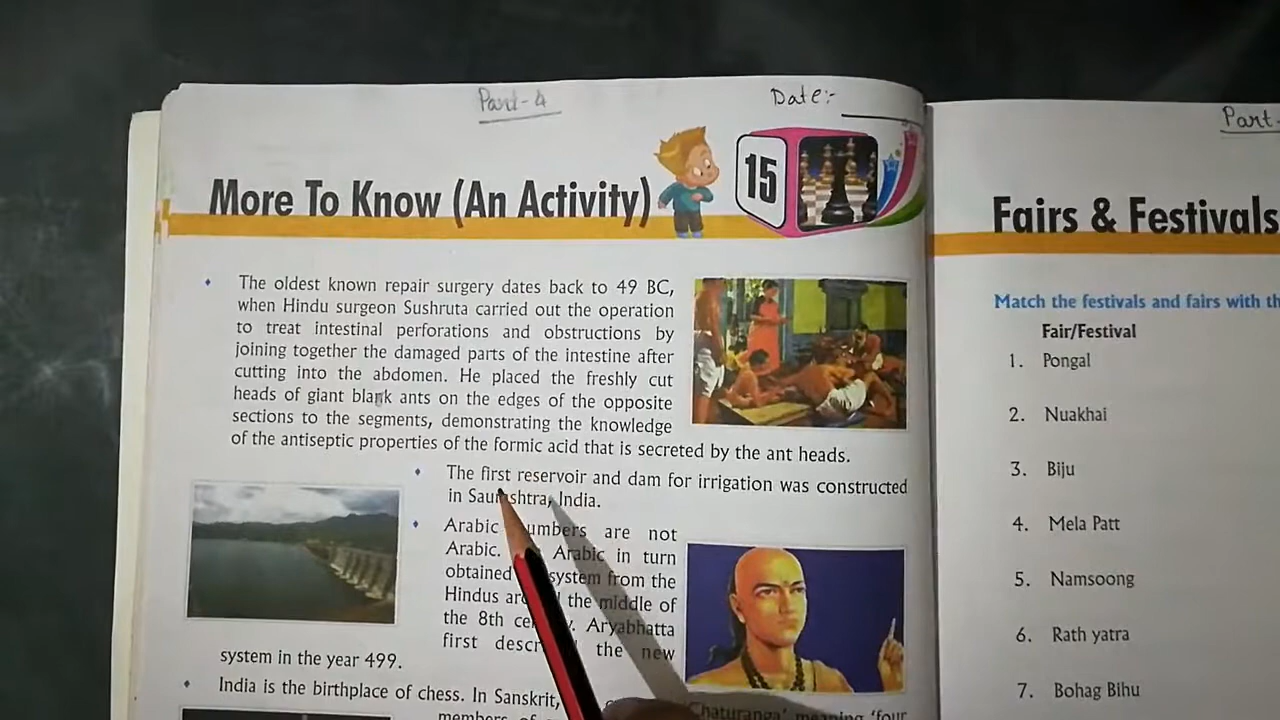 Part-4
Date:-
Part-
15
More To Know (An Activity)
The oldest known repair surgery dates back to 49 BC,
when Hindu surgeon Sushruta carried out the operation
to treat intestinal perforations and obstructions by
joining together the damaged parts of the intestine after
cutting into the abdomen. He placed the freshly cut
heads of giant blank ants on the edges of the opposite
sections to the segments, demonstrating the knowledge
of the antiseptic properties of the formic acid that is secreted by the ant heads.
The first reservoir and dam for irrigation was constructed
in Saurashtra, India.
Arabic numbers are not
Arabic. Arabic in turn
obtained system from the
Hindus the middle of
the 8th Aryabhatta
first the new
system in the year 499.
India is the birthplace of chess. In Sanskrit,
'Chaturanga' meaning 'four
members of
Fairs & Festivals
Match the festivals and fairs with
Fair/Festival
1. Pongal
2. Nuakhai
3. Biju
4. Mela Patt
5. Namsoong
6. Rath yatra
7. Bohag Bihu